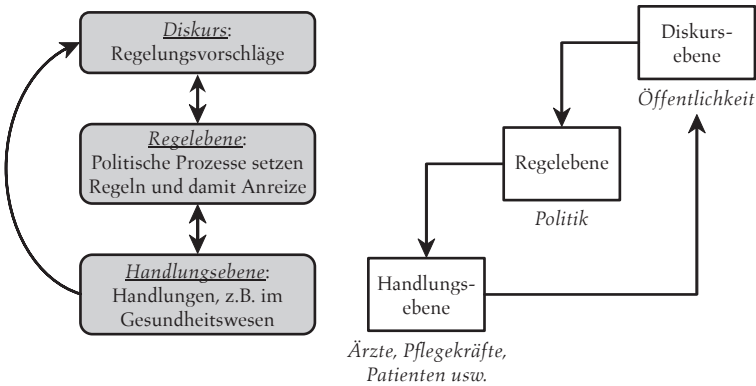 Diskurs:
Regelungsvorschläge
Regelebene:
Politische Prozesse setzen
Regeln und damit Anreize
Handlungsebene:
Handlungen, z.B. im
Gesundheitswesen
Diskurs-
ebene
Öffentlichkeit
Regelebene
Politik
Handlungs-
ebene
Ärzte, Pflegekräfte,
Patienten usw.